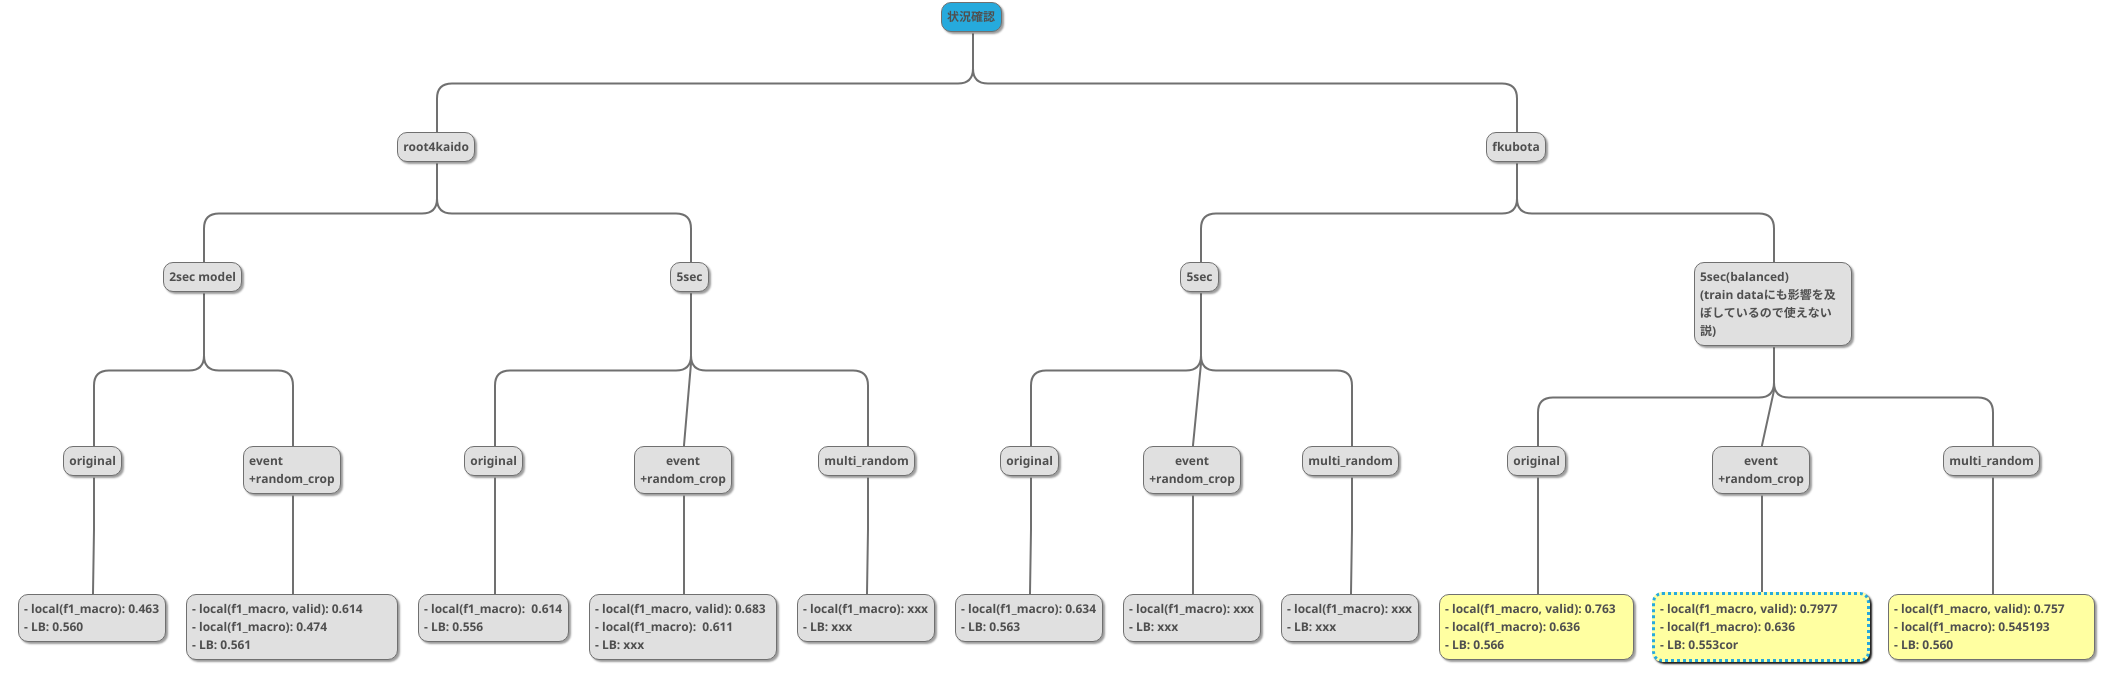 状況確認
root4kaido
fkubota
2sec model
5sec
5sec
5sec(balanced)
(train dataにも影響を及
ぼしているので使えない
説)
original
event
+random_crop
original
event
+random_crop
multi_random
original
event
+random_crop
multi_random
original
event
+random_crop
multi_random
- local(f1_macro): 0.463
- LB: 0.560
- local(f1_macro, valid): 0.614
- local(f1_macro): 0.474
- LB: 0.561
- local(f1_macro): 0.614
- LB: 0.556
- local(f1_macro, valid): 0.683
- local(f1_macro): 0.611
- LB: xxx
- local(f1_macro): xxx
- LB: xxx
- local(f1_macro): 0.634
- LB: 0.563
- local(f1_macro): xxx
- LB: xxx
- local(f1_macro): xxx
- LB: xxx
- local(f1_macro, valid): 0.763
- local(f1_macro): 0.636
- LB: 0.566
- local(f1_macro, valid): 0.7977
- local(f1_macro): 0.636
- LB: 0.553cor
- local(f1_macro, valid): 0.757
- local(f1_macro): 0.545193
- LB: 0.560